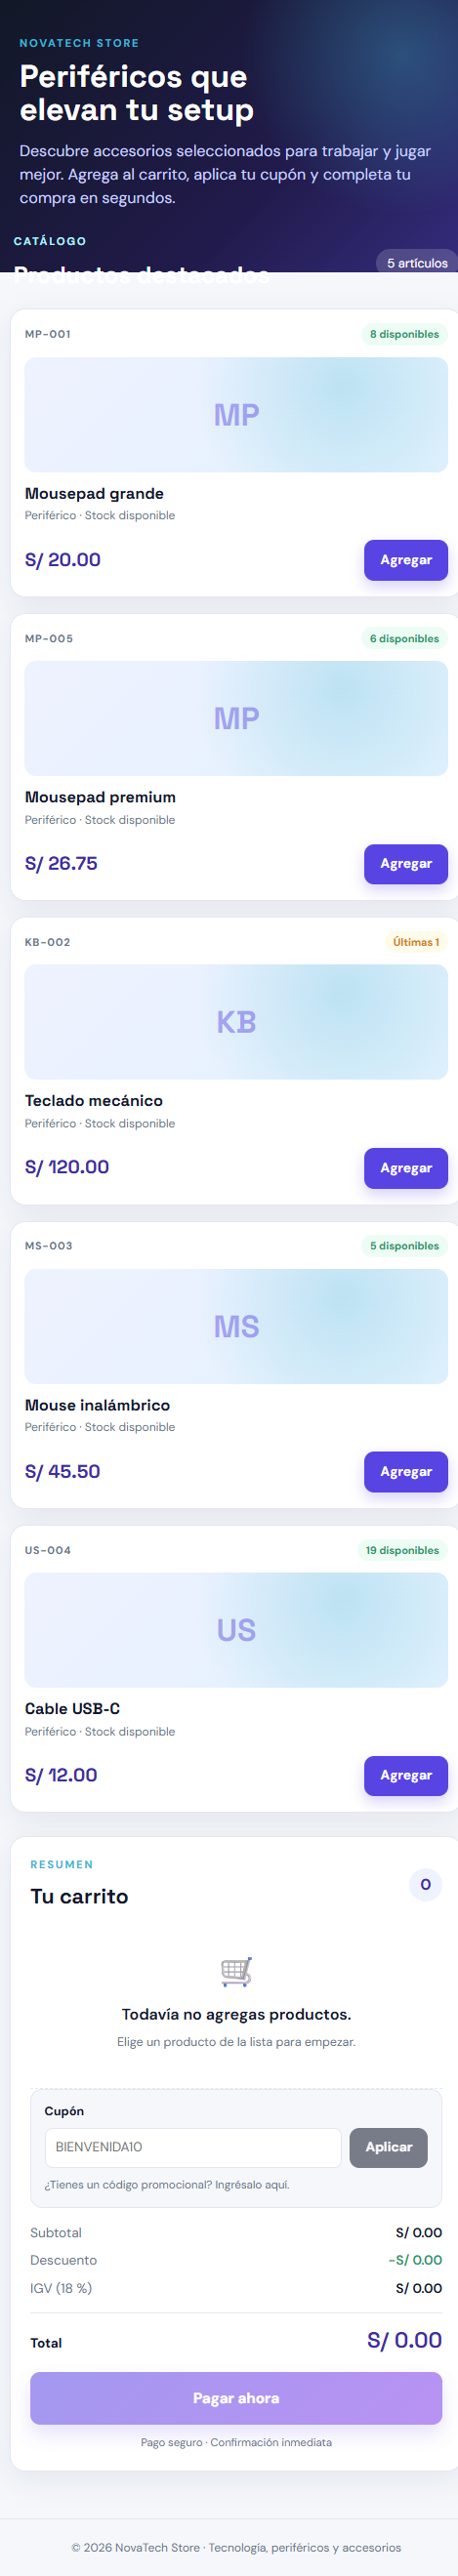 NOVATECH STORE
Periféricos que
elevan tu setup
Descubre accesorios seleccionados para trabajar y jugar
mejor. Agrega al carrito, aplica tu cupón y completa tu
compra en segundos.
CATÁLOGO
Productos destacados
5 artículos
MP-001
8 disponibles
MP
Mousepad grande
Periférico · Stock disponible
S/ 20.00
Agregar
MP-005
6 disponibles
MP
Mousepad premium
Periférico · Stock disponible
S/ 26.75
Agregar
KB-002
Últimas 1
KB
Teclado mecánico
Periférico · Stock disponible
S/ 120.00
Agregar
MS-003
5 disponibles
MS
Mouse inalámbrico
Periférico · Stock disponible
S/ 45.50
Agregar
US-004
19 disponibles
US
Cable USB-C
Periférico · Stock disponible
S/ 12.00
Agregar
RESUMEN
Tu carrito
0
Todavía no agregas productos.
Elige un producto de la lista para empezar.
Cupón
BIENVENIDA10
Aplicar
¿Tienes un código promocional? Ingrésalo aquí.
Subtotal
S/ 0.00
Descuento
-S/ 0.00
IGV (18 %)
S/ 0.00
Total
S/ 0.00
Pagar ahora
Pago seguro · Confirmación inmediata
© 2026 NovaTech Store · Tecnología, periféricos y accesorios